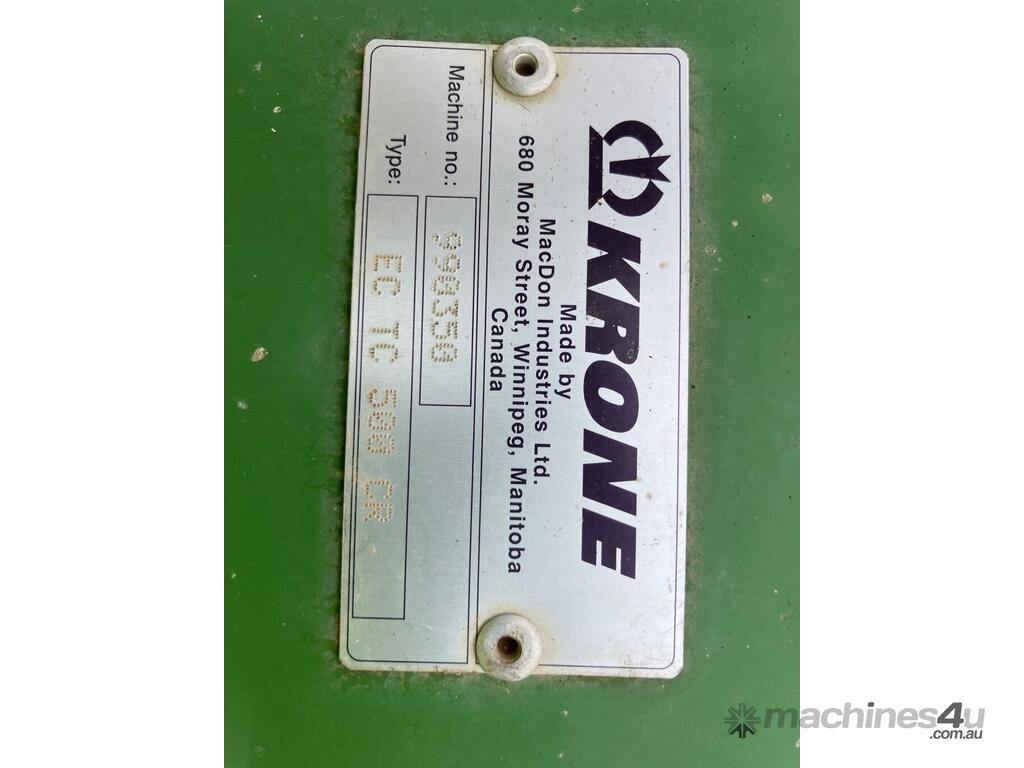 KRONE
Made by
MacDon Industries Ltd.
680 Moray Street, Winnipeg, Manitoba
Canada
Machine no.: 990350
Type: EC TC 500 CR
machines4u
.com.au